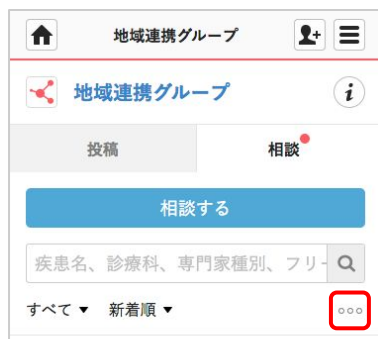 地域連携グループ
地域連携グループ
投稿 相談
相談する
疾患名、診療科、専門家種別、フリー
すべて ▼ 新着順 ▼